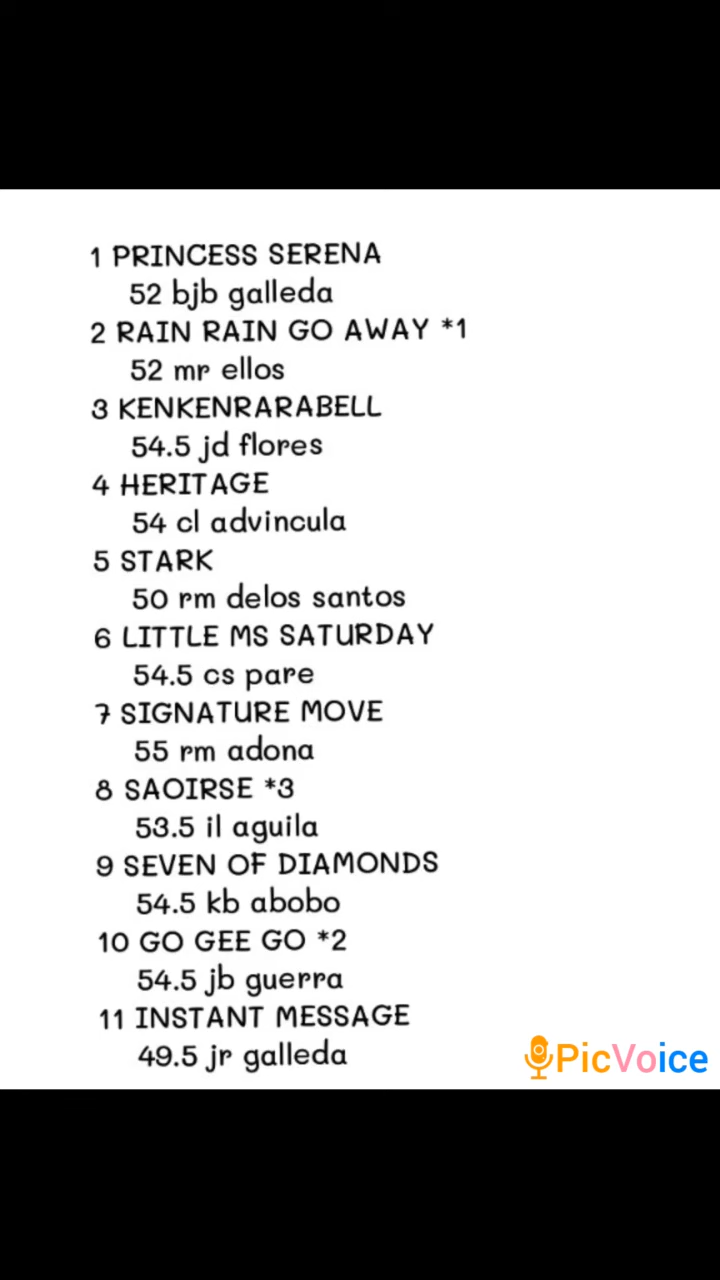 1 PRINCESS SERENA
52 bjb galleda
2 RAIN RAIN GO AWAY *1
52 mr ellos
3 KENKENRARABELL
54.5 jd flores
4 HERITAGE
54 cl advincula
5 STARK
50 rm delos santos
6 LITTLE MS SATURDAY
54.5 cs pare
7 SIGNATURE MOVE
55 rm adona
8 SAOIRSE *3
53.5 il aguila
9 SEVEN OF DIAMONDS
54.5 kb abobo
10 GO GEE GO *2
54.5 jb guerra
11 INSTANT MESSAGE
49.5 jr galleda
PicVoice